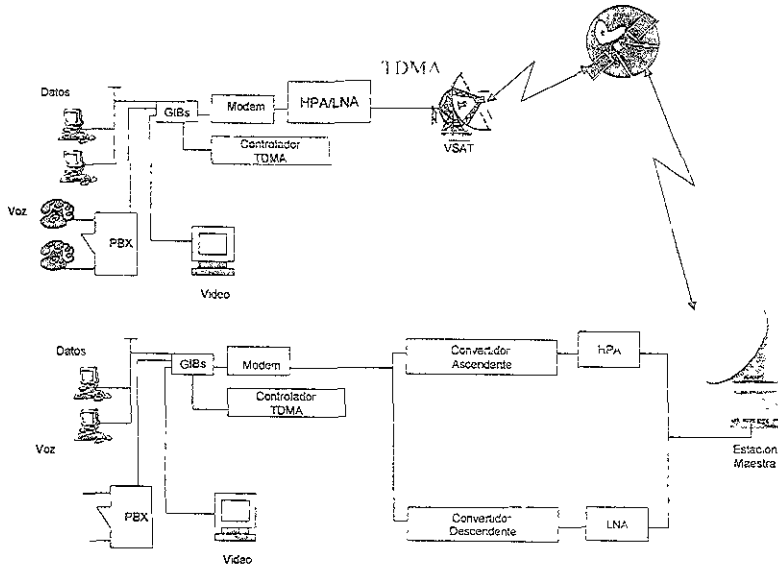 TDMA
Datos
GIBs
Modem
HPA/LNA
Controlador
TDMA
VSAT
Voz
PBX
Video
Datos
GIBs
Modem
Convertidor
Ascendente
hPA
Controlador
TDMA
Voz
Estacion
Maestra
PBX
Video
Convertidor
Descendente
LNA